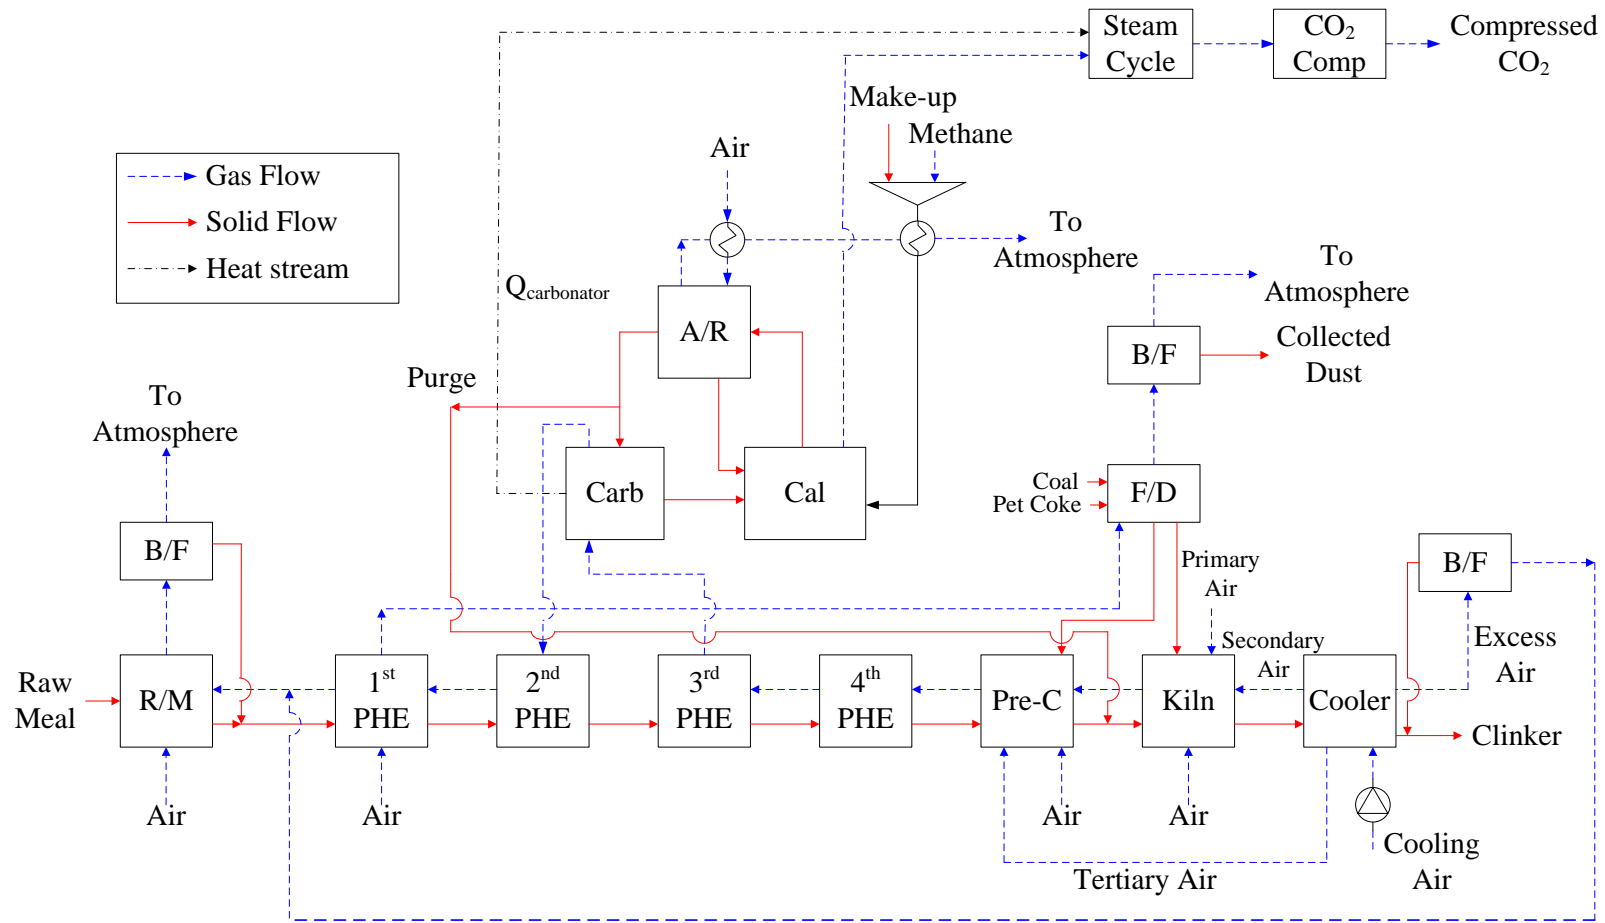 Steam
Cycle
CO₂
Comp
Compressed
CO₂
Make-up
Methane
Air
Gas Flow
Solid Flow
Heat stream
To
Atmosphere
To
Atmosphere
Q_carbonator
A/R
B/F
Collected
Dust
Purge
To
Atmosphere
Carb
Cal
Coal
Pet Coke
F/D
B/F
B/F
Primary
Air
Secondary
Air
Excess
Air
Raw
Meal
R/M
1st
PHE
2nd
PHE
3rd
PHE
4th
PHE
Pre-C
Kiln
Cooler
Clinker
Air
Air
Air
Air
Cooling
Air
Tertiary Air